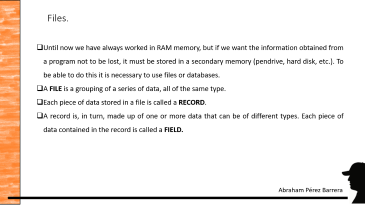 Files.
❑Until now we have always worked in RAM memory, but if we want the information obtained from
a program not to be lost, it must be stored in a secondary memory (pendrive, hard disk, etc.). To
be able to do this it is necessary to use files or databases.
❑A FILE is a grouping of a series of data, all of the same type.
❑Each piece of data stored in a file is called a RECORD.
❑A record is, in turn, made up of one or more data that can be of different types. Each piece of
data contained in the record is called a FIELD.
Abraham Pérez Barrera